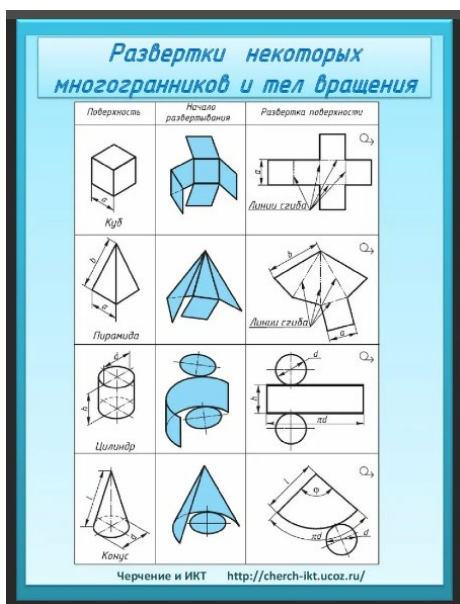 Развертки некоторых
многогранников и тел вращения
Поверхность
Начало
развертывания
Развертка поверхности
a
Куб
a
Линии сгиба
b
a
Пирамида
b
Линии сгиба
a
d
h
Цилиндр
d
h
πd
l
d
Конус
l
φ
πd
d
Черчение и ИКТ http://cherch-ikt.ucoz.ru/